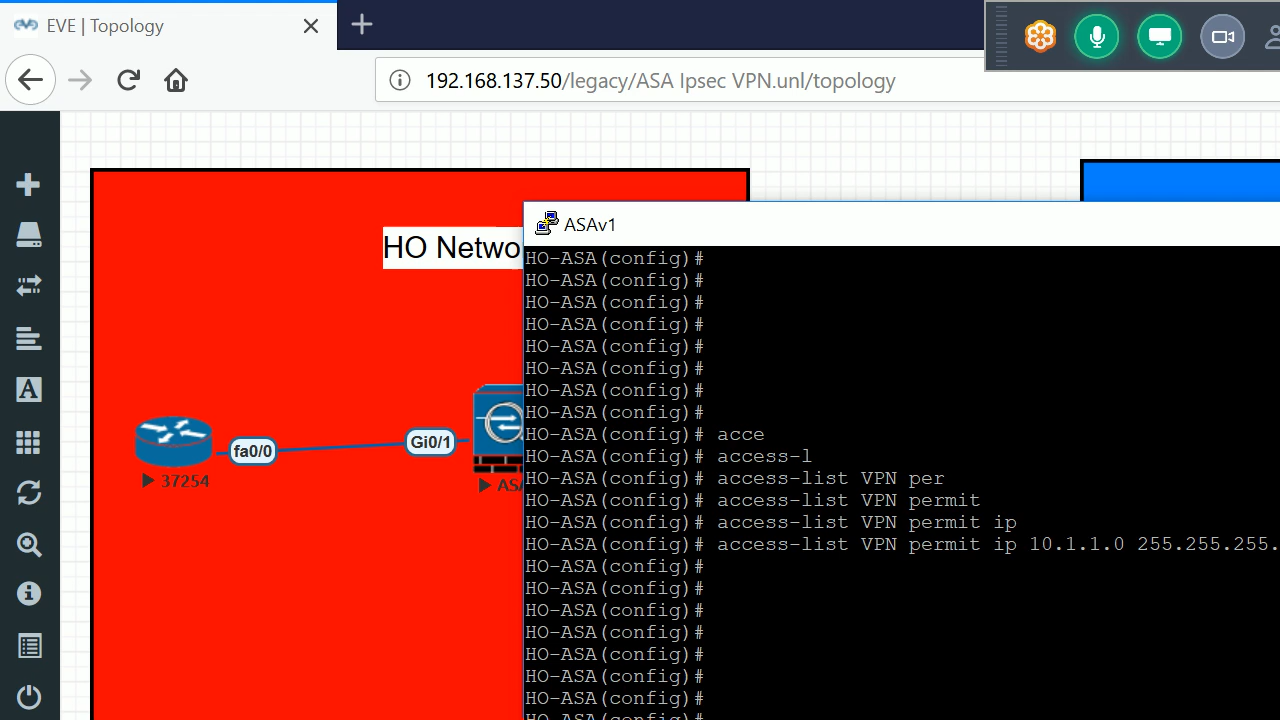 EVE | Topology
192.168.137.50/legacy/ASA Ipsec VPN.unl/topology
HO Netwo
ASAv1
HO-ASA(config)#
HO-ASA(config)#
HO-ASA(config)#
HO-ASA(config)#
HO-ASA(config)#
HO-ASA(config)#
HO-ASA(config)#
HO-ASA(config)#
HO-ASA(config)# acce
HO-ASA(config)# access-l
HO-ASA(config)# access-list VPN per
HO-ASA(config)# access-list VPN permit
HO-ASA(config)# access-list VPN permit ip
HO-ASA(config)# access-list VPN permit ip 10.1.1.0 255.255.255.
HO-ASA(config)#
HO-ASA(config)#
HO-ASA(config)#
HO-ASA(config)#
HO-ASA(config)#
HO-ASA(config)#
HO-ASA(config)#
HO-ASA(config)#
fa0/0
Gi0/1
37254
ASA
A